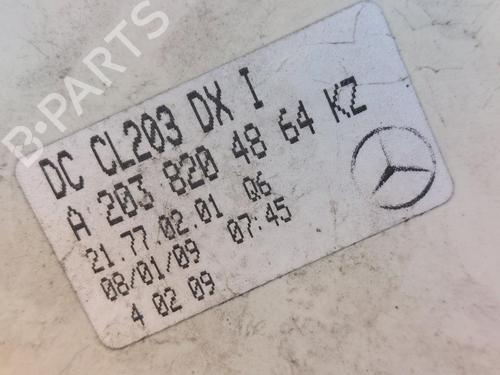 B-PARTS
DC CL203 DX I
A 203 820 48 64 KZ
21.77.02.01 Q6
08/01/09 07:45
4 02 09